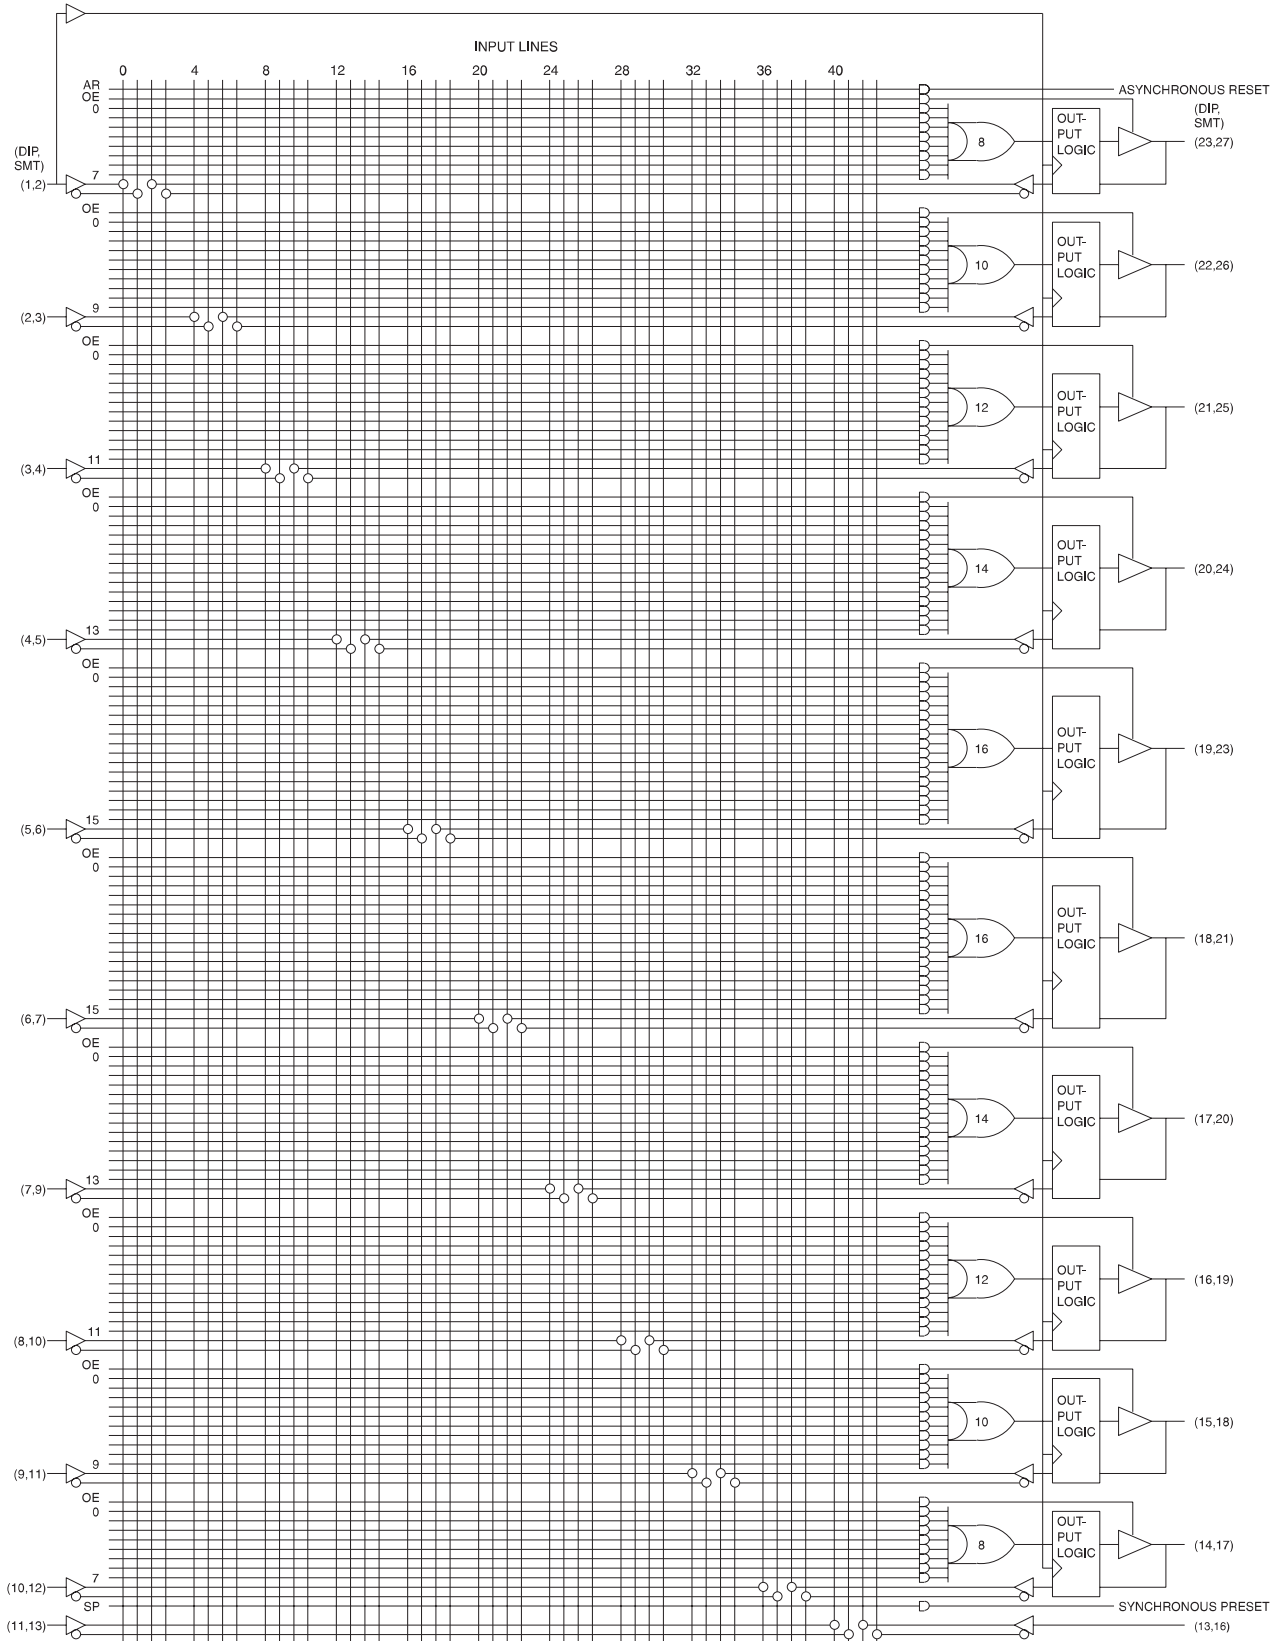 INPUT LINES
0 4 8 12 16 20 24 28 32 36 40
AR
ASYNCHRONOUS RESET
OE
0
(DIP,
SMT)
OUT-
PUT
LOGIC
8
(23,27)
(DIP,
SMT)
7
(1,2)
OE
0
OUT-
PUT
LOGIC
10
(22,26)
9
(2,3)
OE
0
OUT-
PUT
LOGIC
12
(21,25)
11
(3,4)
OE
0
OUT-
PUT
LOGIC
14
(20,24)
13
(4,5)
OE
0
OUT-
PUT
LOGIC
16
(19,23)
15
(5,6)
OE
0
OUT-
PUT
LOGIC
16
(18,21)
15
(6,7)
OE
0
OUT-
PUT
LOGIC
14
(17,20)
13
(7,9)
OE
0
OUT-
PUT
LOGIC
12
(16,19)
11
(8,10)
OE
0
OUT-
PUT
LOGIC
10
(15,18)
9
(9,11)
OE
0
OUT-
PUT
LOGIC
8
(14,17)
7
(10,12)
SP
SYNCHRONOUS PRESET
(11,13)
(13,16)